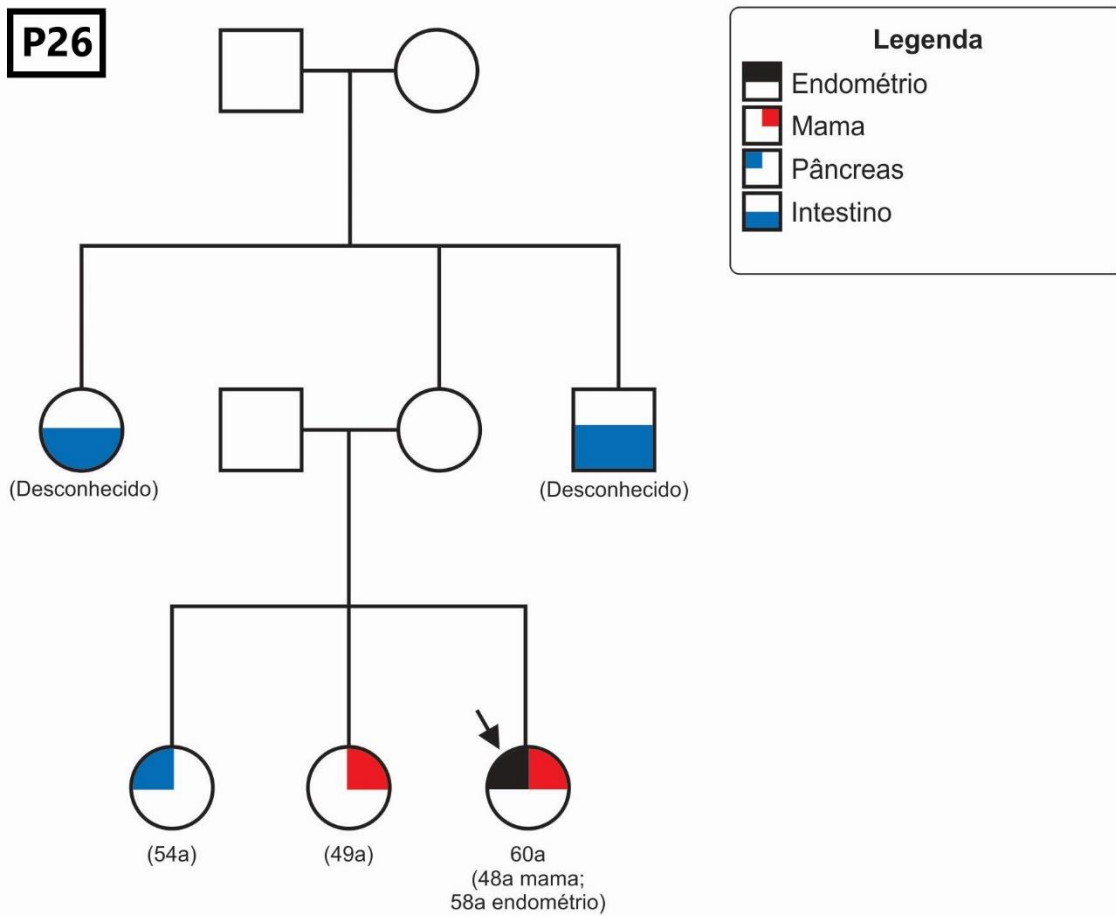 P26
Legenda
Endométrio
Mama
Pâncreas
Intestino
(Desconhecido)
(Desconhecido)
(54a)
(49a)
60a
(48a mama;
58a endométrio)